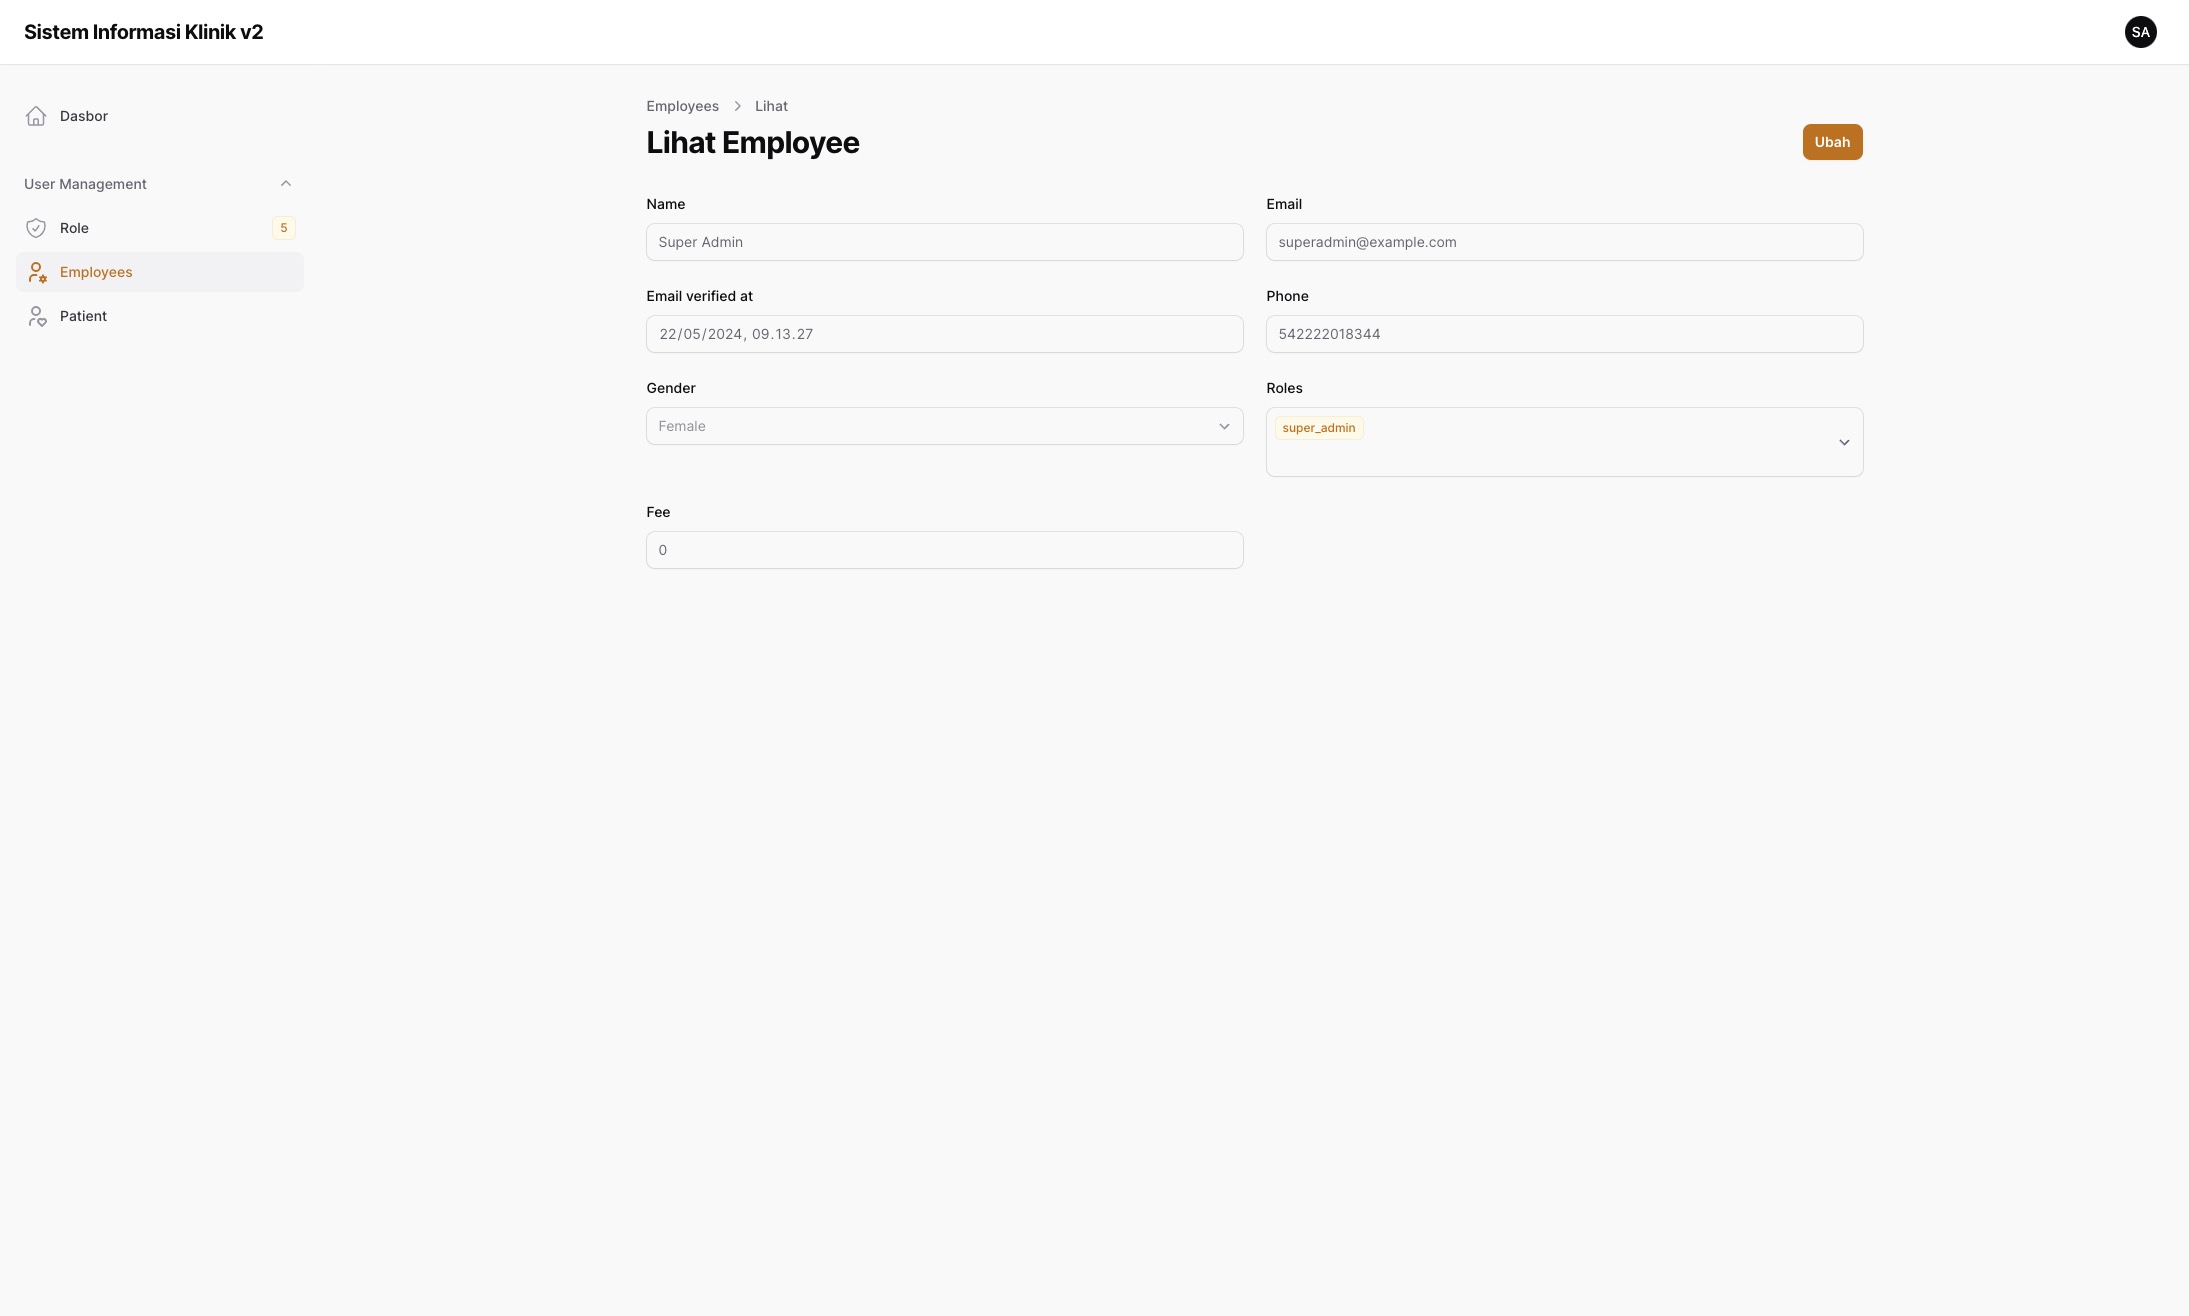 Sistem Informasi Klinik v2
SA
Dasbor
User Management
Role
5
Employees
Patient
Employees
Lihat
Lihat Employee
Ubah
Name
Super Admin
Email
superadmin@example.com
Email verified at
22/05/2024, 09.13.27
Phone
542222018344
Gender
Female
Roles
super_admin
Fee
0